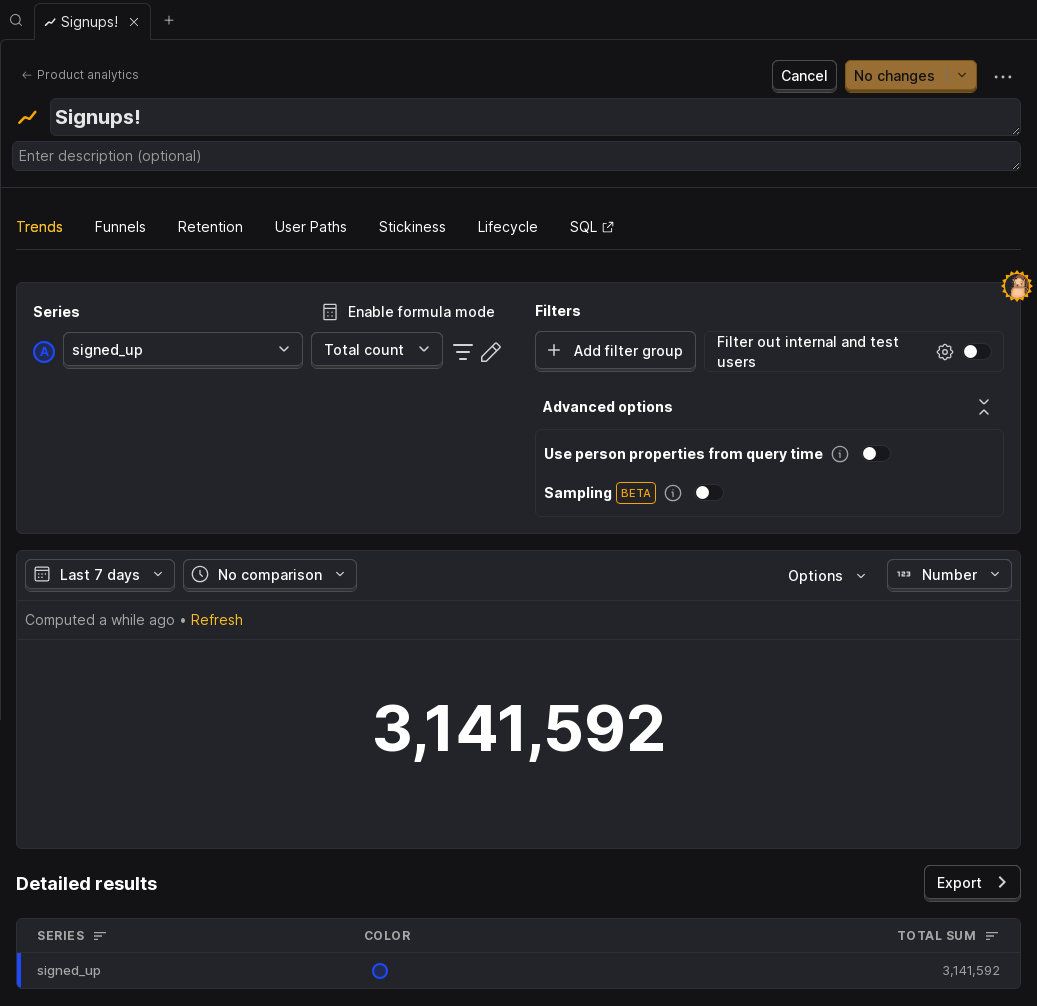 Signups!
← Product analytics
Cancel
No changes
Signups!
Enter description (optional)
Trends
Funnels
Retention
User Paths
Stickiness
Lifecycle
SQL
Series
Enable formula mode
A
signed_up
Total count
Filters
Add filter group
Filter out internal and test
users
Advanced options
Use person properties from query time
Sampling BETA
Last 7 days
No comparison
Options
123 Number
Computed a while ago • Refresh
3,141,592
Detailed results
Export
SERIES
COLOR
TOTAL SUM
signed_up
3,141,592